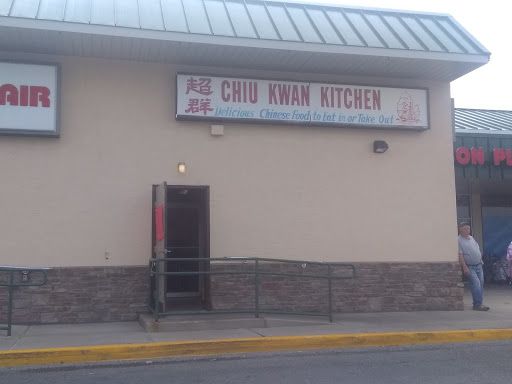 AIR
超群
CHIU KWAN KITCHEN
Delicious Chinese Food, to Eat in or Take Out
ON P